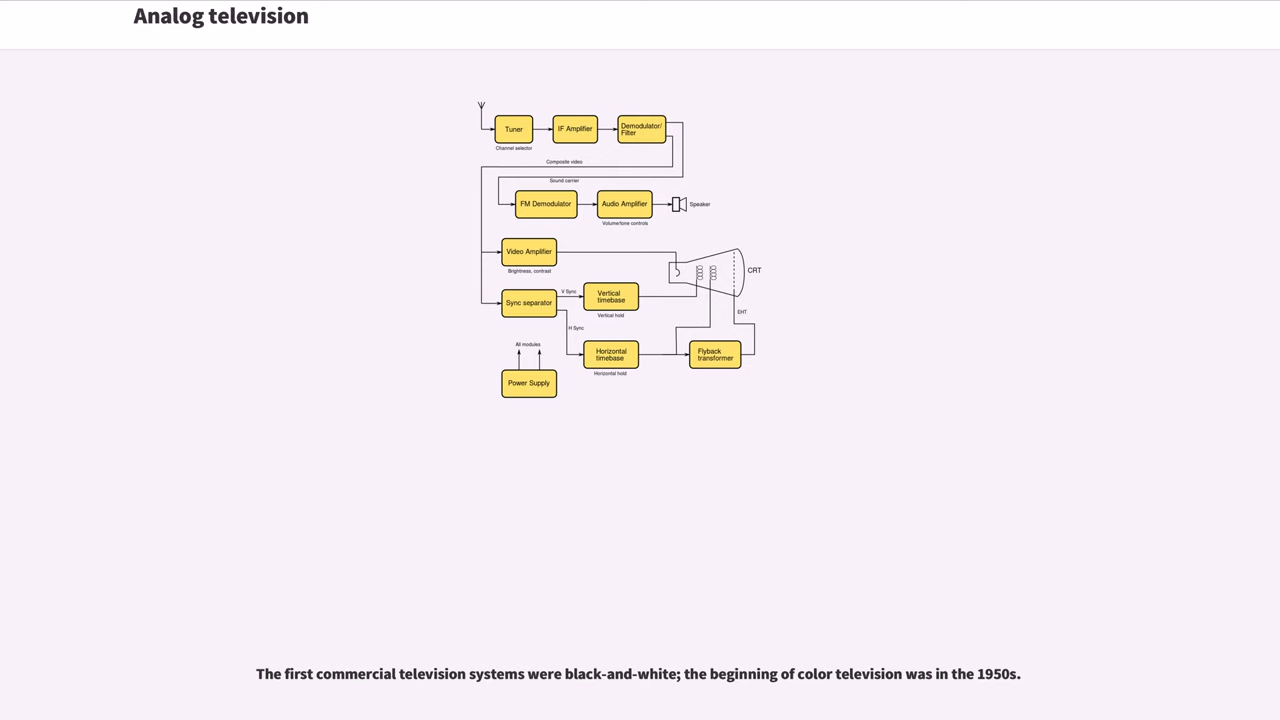 Analog television
Tuner
IF Amplifier
Demodulator/
Filter
Channel selector
Composite video
Sound carrier
FM Demodulator
Audio Amplifier
Speaker
Volume/tone controls
Video Amplifier
Brightness, contrast
CRT
Sync separator
V Sync
Vertical
timebase
Vertical hold
EHT
H Sync
All modules
Horizontal
timebase
Horizontal hold
Flyback
transformer
Power Supply
The first commercial television systems were black-and-white; the beginning of color television was in the 1950s.